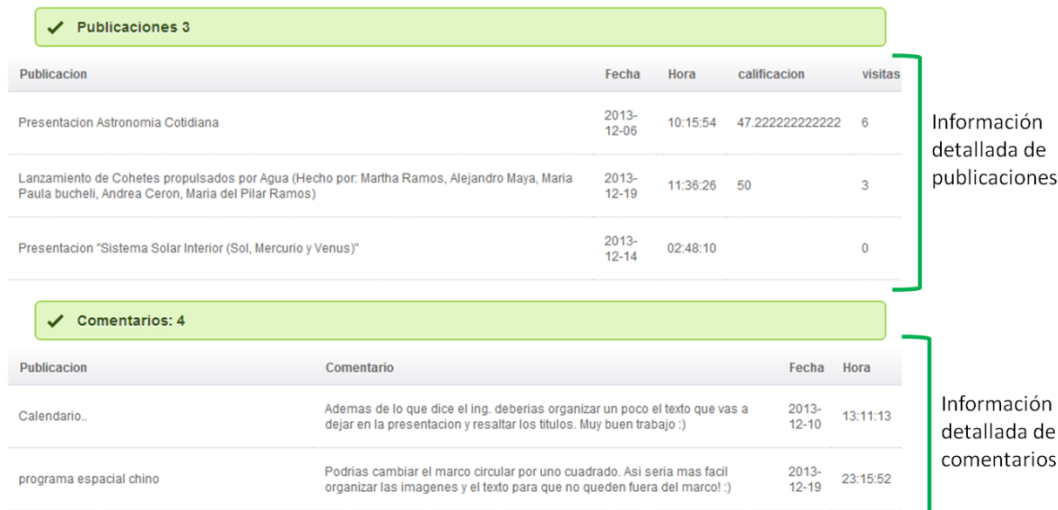 Publicaciones 3
Publicacion Fecha Hora calificacion visitas
Presentacion Astronomia Cotidiana 2013-12-06 10:15:54 47.222222222222 6
Lanzamiento de Cohetes propulsados por Agua (Hecho por: Martha Ramos, Alejandro Maya, Maria
Paula bucheli, Andrea Ceron, Maria del Pilar Ramos) 2013-12-19 11:36:26 50 3
Presentacion "Sistema Solar Interior (Sol, Mercurio y Venus)" 2013-12-14 02:48:10 0
Información
detallada de
publicaciones
Comentarios: 4
Publicacion Comentario Fecha Hora
Calendario.. Ademas de lo que dice el ing. deberias organizar un poco el texto que vas a
dejar en la presentacion y resaltar los titulos. Muy buen trabajo :) 2013-12-10 13:11:13
programa espacial chino Podrias cambiar el marco circular por uno cuadrado. Asi seria mas facil
organizar las imagenes y el texto para que no queden fuera del marco! :) 2013-12-19 23:15:52
Información
detallada de
comentarios